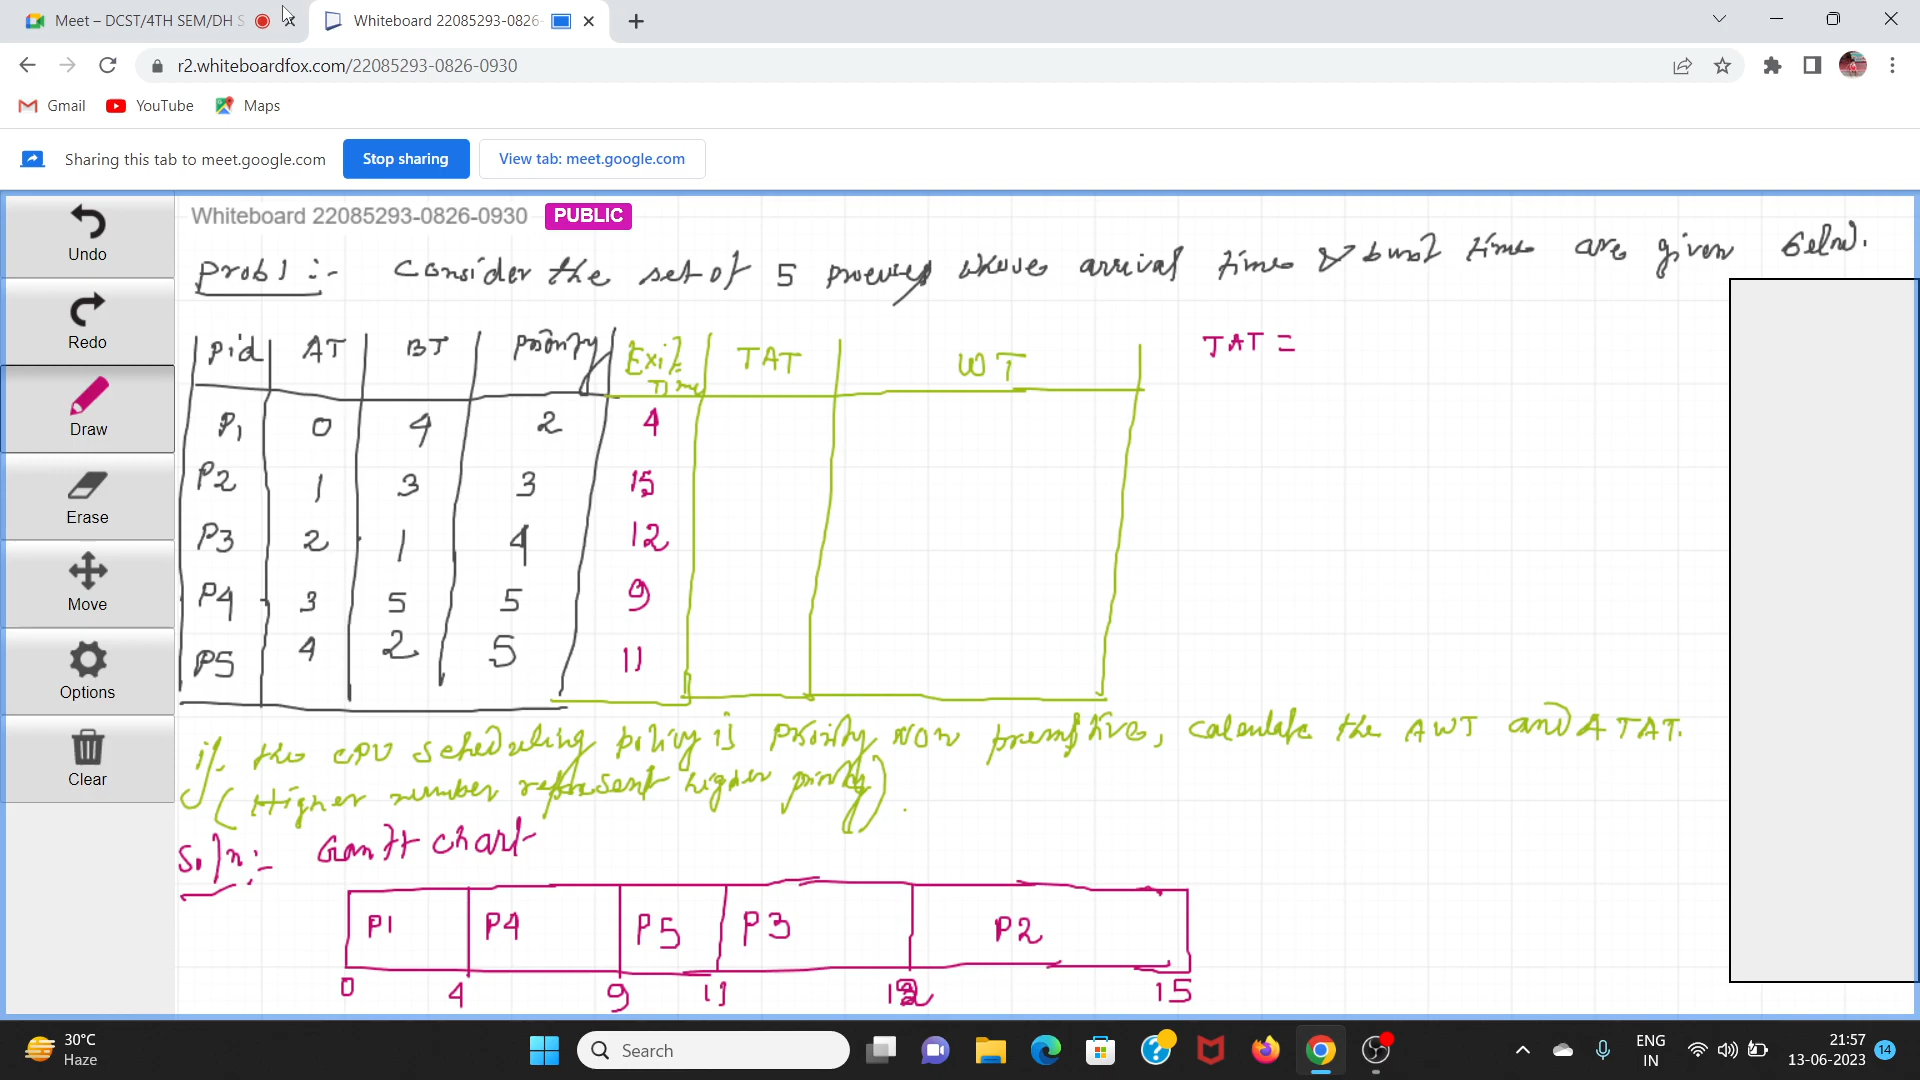 Meet – DCST/4TH SEM/DH S
Whiteboard 22085293-0826-
r2.whiteboardfox.com/22085293-0826-0930
Gmail YouTube Maps
Sharing this tab to meet.google.com Stop sharing View tab: meet.google.com
Whiteboard 22085293-0826-0930 PUBLIC
Undo
Redo
Draw
Erase
Move
Options
Clear
Prob1 :- Consider the set of 5 processes whose arrival time & burst time are given below.
Pid AT BT Priority Exit Time TAT WT
TAT =
P1 0 4 2 4
P2 1 3 3 15
P3 2 1 4 12
P4 3 5 5 9
P5 4 2 5 11
if the CPU scheduling policy is priority Non preemptive, calculate the AWT and ATAT.
(Higher number represent higher priority).
Soln:- Gantt chart
P1 P4 P5 P3 P2
0 4 9 11 12 15
30°C
Haze
Search
ENG
IN
21:57
13-06-2023
14